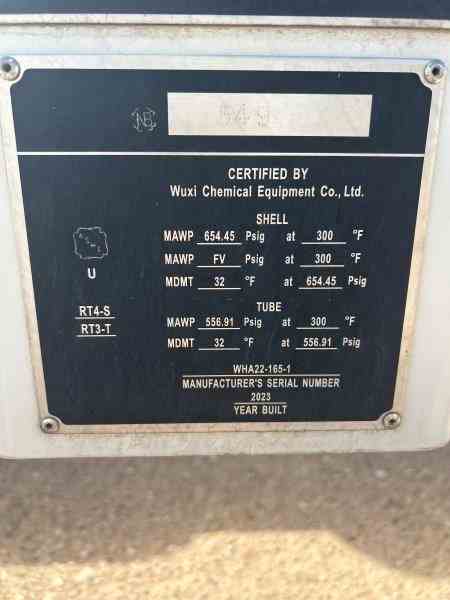 NB 649
CERTIFIED BY
Wuxi Chemical Equipment Co., Ltd.
SHELL
MAWP 654.45 Psig at 300 °F
MAWP FV Psig at 300 °F
MDMT 32 °F at 654.45 Psig
U
RT4-S
RT3-T
TUBE
MAWP 556.91 Psig at 300 °F
MDMT 32 °F at 556.91 Psig
WHA22-165-1
MANUFACTURER'S SERIAL NUMBER
2023
YEAR BUILT